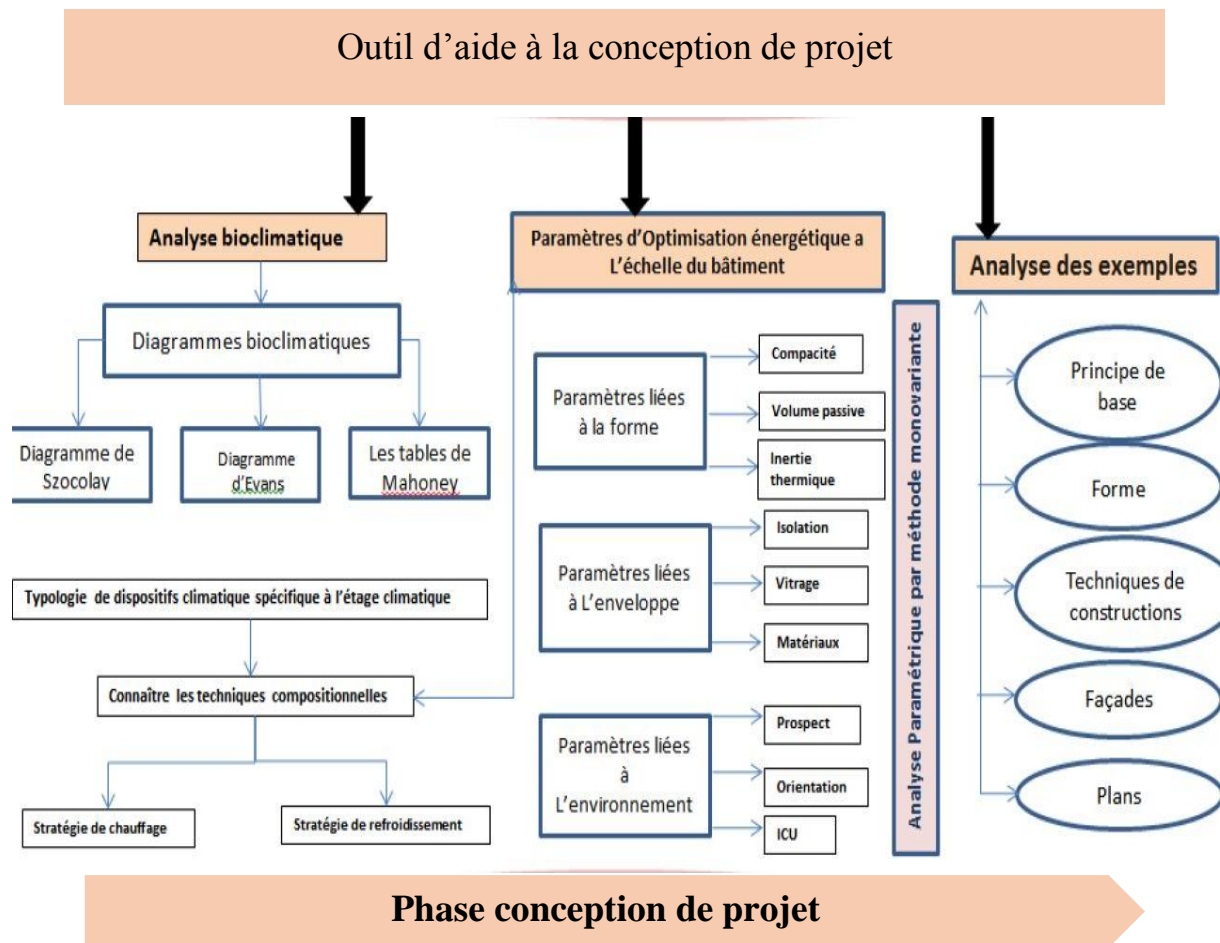 Outil d’aide à la conception de projet
Analyse bioclimatique
Diagrammes bioclimatiques
Diagramme de
Szocolay
Diagramme
d'Evans
Les tables de
Mahoney
Typologie de dispositifs climatique spécifique à l'étage climatique
Connaître les techniques compositionnelles
Stratégie de chauffage
Stratégie de refroidissement
Paramètres d'Optimisation énergétique a
L'échelle du bâtiment
Paramètres liées
à la forme
Compacité
Volume passive
Inertie
thermique
Paramètres liées
à L'enveloppe
Isolation
Vitrage
Matériaux
Paramètres liées
à
L'environnement
Prospect
Orientation
ICU
Analyse Paramétrique par méthode monovariante
Analyse des exemples
Principe de
base
Forme
Techniques de
constructions
Façades
Plans
Phase conception de projet